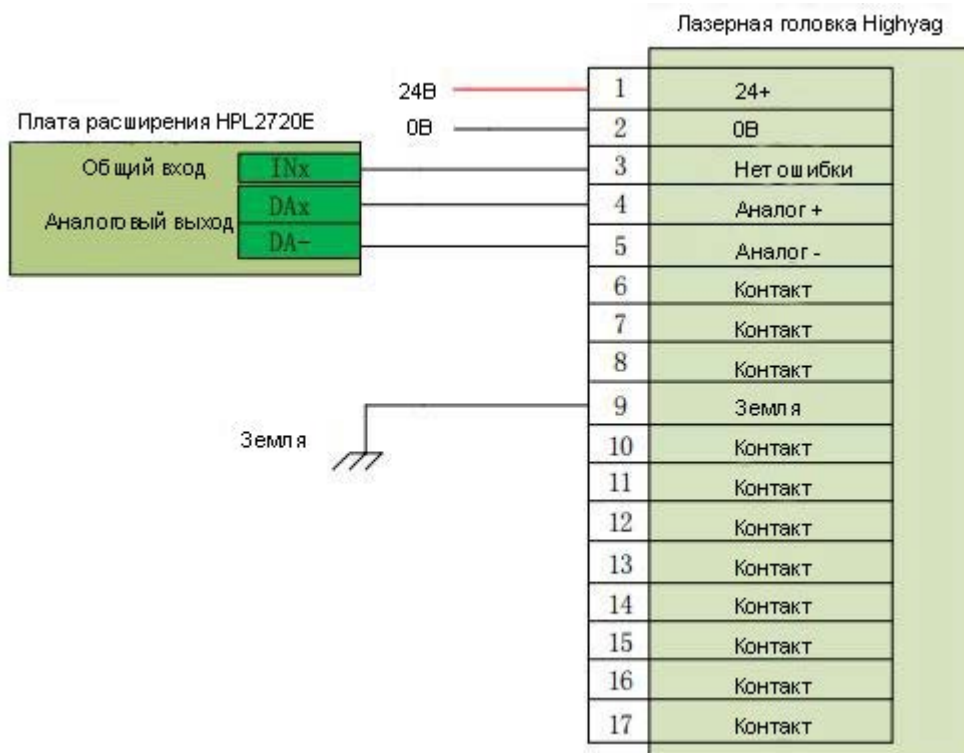 Лазерная головка Highyag
24В
0В
Плата расширения HPL2720E
Общий вход INx
Аналоговый выход DAx
DA-
Земля
1 24+
2 0В
3 Нет ошибки
4 Аналог +
5 Аналог -
6 Контакт
7 Контакт
8 Контакт
9 Земля
10 Контакт
11 Контакт
12 Контакт
13 Контакт
14 Контакт
15 Контакт
16 Контакт
17 Контакт